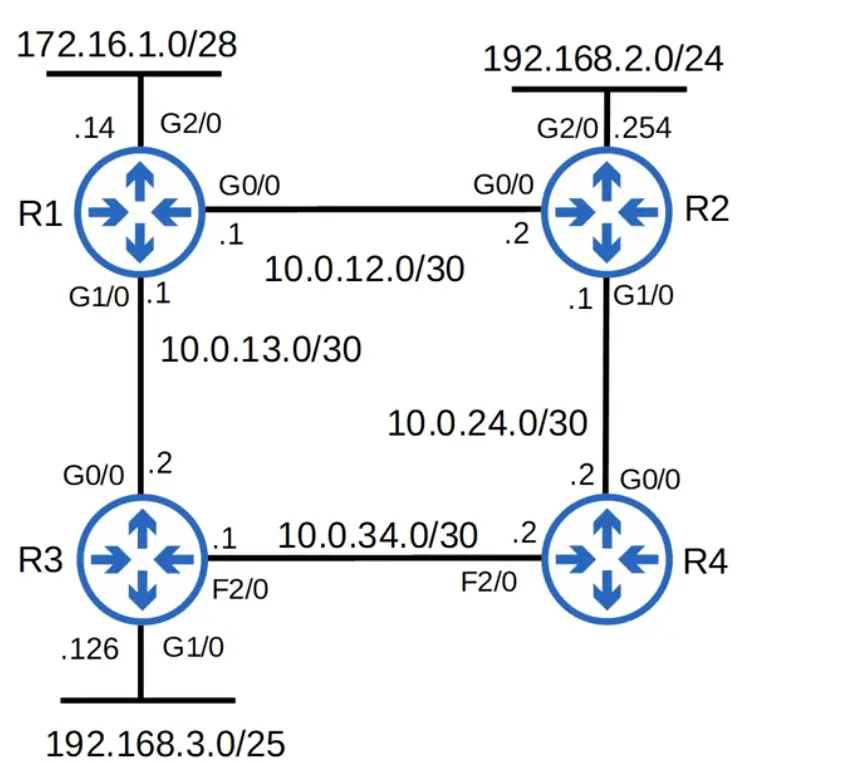 172.16.1.0/28
192.168.2.0/24
.14 G2/0
G2/0 .254
R1
G0/0
G0/0
R2
.1
.2
10.0.12.0/30
G1/0 .1
.1 G1/0
10.0.13.0/30
10.0.24.0/30
G0/0 .2
.2 G0/0
R3
.1
10.0.34.0/30
.2
R4
F2/0
F2/0
.126 G1/0
192.168.3.0/25